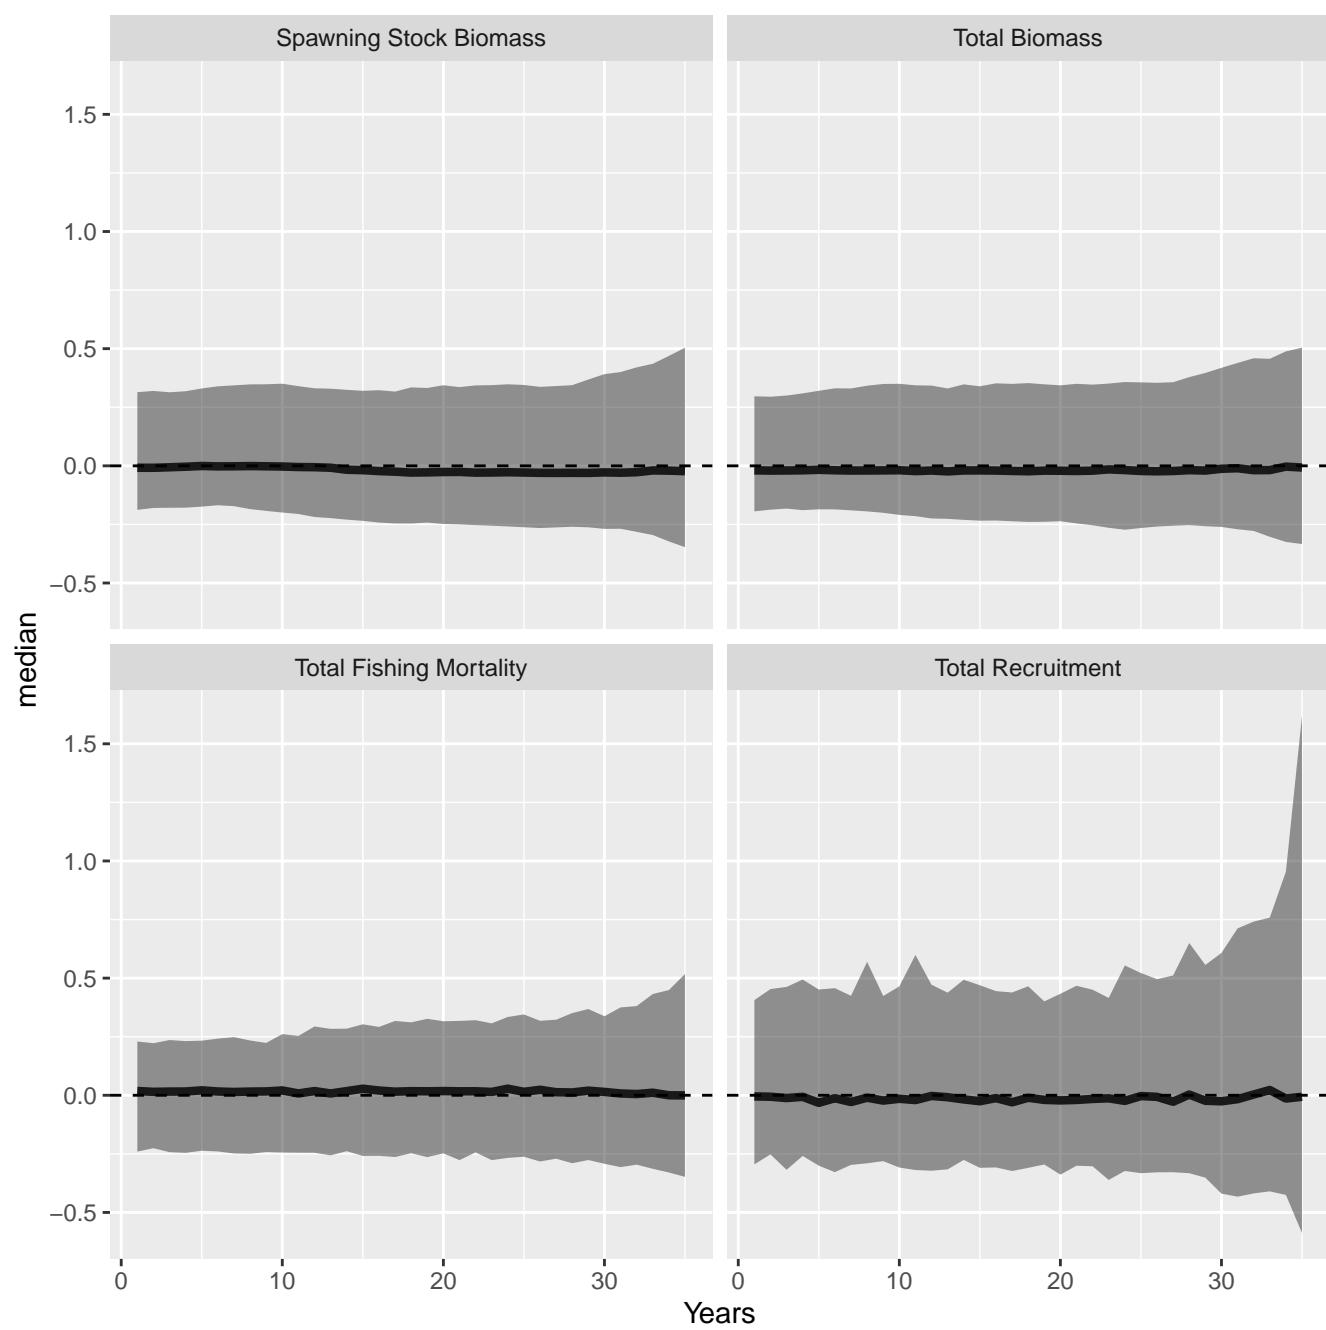 Spawning Stock Biomass
Total Biomass
1.5
1.0
0.5
0.0
−0.5
Total Fishing Mortality
Total Recruitment
1.5
1.0
0.5
0.0
−0.5
0 10 20 30
0 10 20 30
Years
median